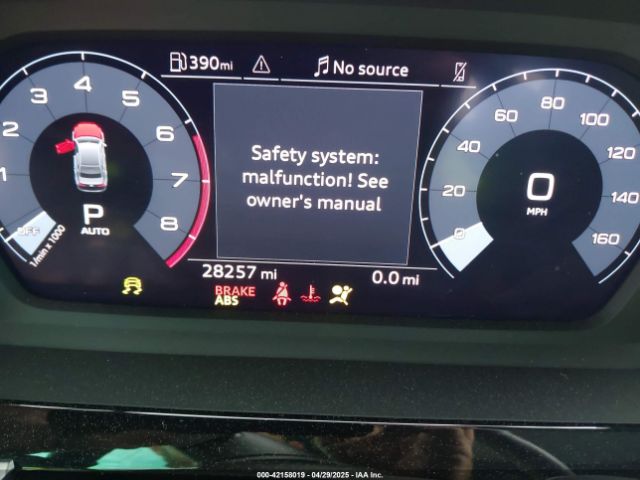 390mi
No source
1 2 3 4 5 6 7 8
OFF
1/min x 1000
P
AUTO
Safety system:
malfunction! See
owner's manual
0 20 40 60 80 100 120 140 160
0
MPH
28257 mi
0.0 mi
BRAKE
ABS
000-42158019 04/29/2025 - IAA Inc.